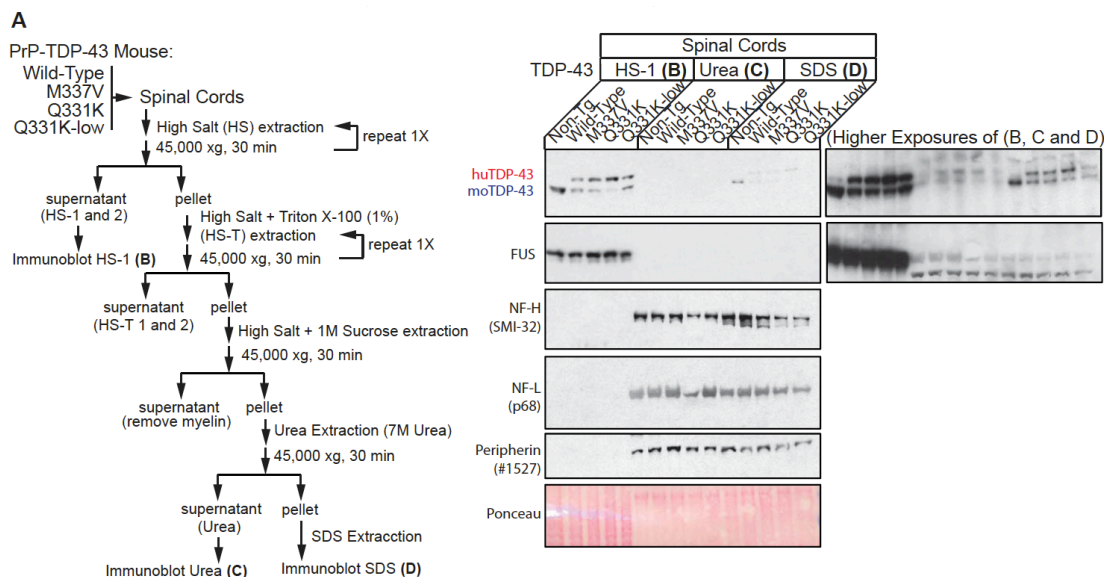 A
PrP-TDP-43 Mouse:
Wild-Type
M337V
Q331K
Q331K-low
Spinal Cords
High Salt (HS) extraction
45,000 xg, 30 min
repeat 1X
supernatant
(HS-1 and 2)
pellet
Immunoblot HS-1 (B)
High Salt + Triton X-100 (1%)
(HS-T) extraction
45,000 xg, 30 min
repeat 1X
supernatant
(HS-T 1 and 2)
pellet
High Salt + 1M Sucrose extraction
45,000 xg, 30 min
supernatant
(remove myelin)
pellet
Urea Extraction (7M Urea)
45,000 xg, 30 min
supernatant
(Urea)
pellet
SDS Extracction
Immunoblot Urea (C)
Immunoblot SDS (D)
Spinal Cords
TDP-43
HS-1 (B)
Urea (C)
SDS (D)
Non-Tg
Wild-Type
M337V
Q331K
Q331K-low
Non-Tg
Wild-Type
M337V
Q331K
Q331K-low
Non-Tg
Wild-Type
M337V
Q331K
Q331K-low
(Higher Exposures of (B, C and D)
huTDP-43
moTDP-43
FUS
NF-H
(SMI-32)
NF-L
(p68)
Peripherin
(#1527)
Ponceau